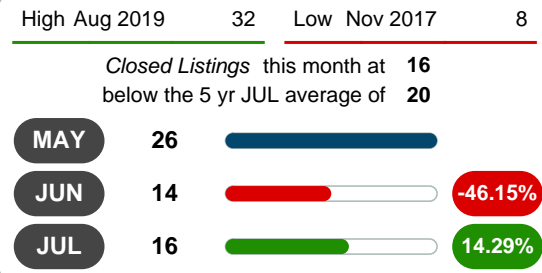 High Aug 2019 32 Low Nov 2017 8
Closed Listings this month at 16
below the 5 yr JUL average of 20
MAY 26
JUN 14 -46.15%
JUL 16 14.29%